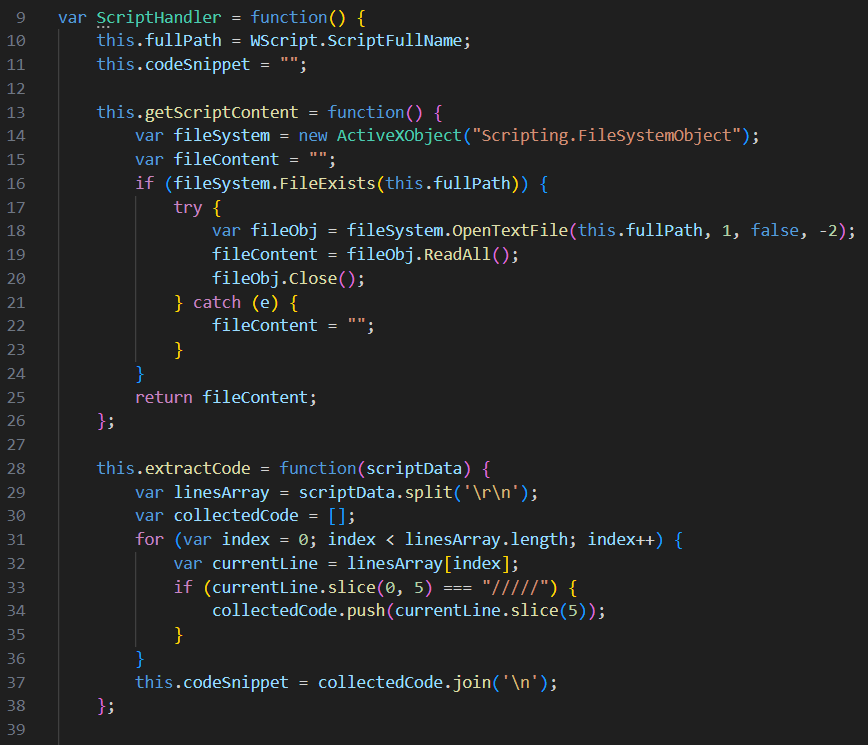 9 var ScriptHandler = function() {
10 this.fullPath = WScript.ScriptFullName;
11 this.codeSnippet = "";
12
13 this.getScriptContent = function() {
14 var fileSystem = new ActiveXObject("Scripting.FileSystemObject");
15 var fileContent = "";
16 if (fileSystem.FileExists(this.fullPath)) {
17 try {
18 var fileObj = fileSystem.OpenTextFile(this.fullPath, 1, false, -2);
19 fileContent = fileObj.ReadAll();
20 fileObj.Close();
21 } catch (e) {
22 fileContent = "";
23 }
24 }
25 return fileContent;
26 };
27
28 this.extractCode = function(scriptData) {
29 var linesArray = scriptData.split('\r\n');
30 var collectedCode = [];
31 for (var index = 0; index < linesArray.length; index++) {
32 var currentLine = linesArray[index];
33 if (currentLine.slice(0, 5) === "/////") {
34 collectedCode.push(currentLine.slice(5));
35 }
36 }
37 this.codeSnippet = collectedCode.join('\n');
38 };
39